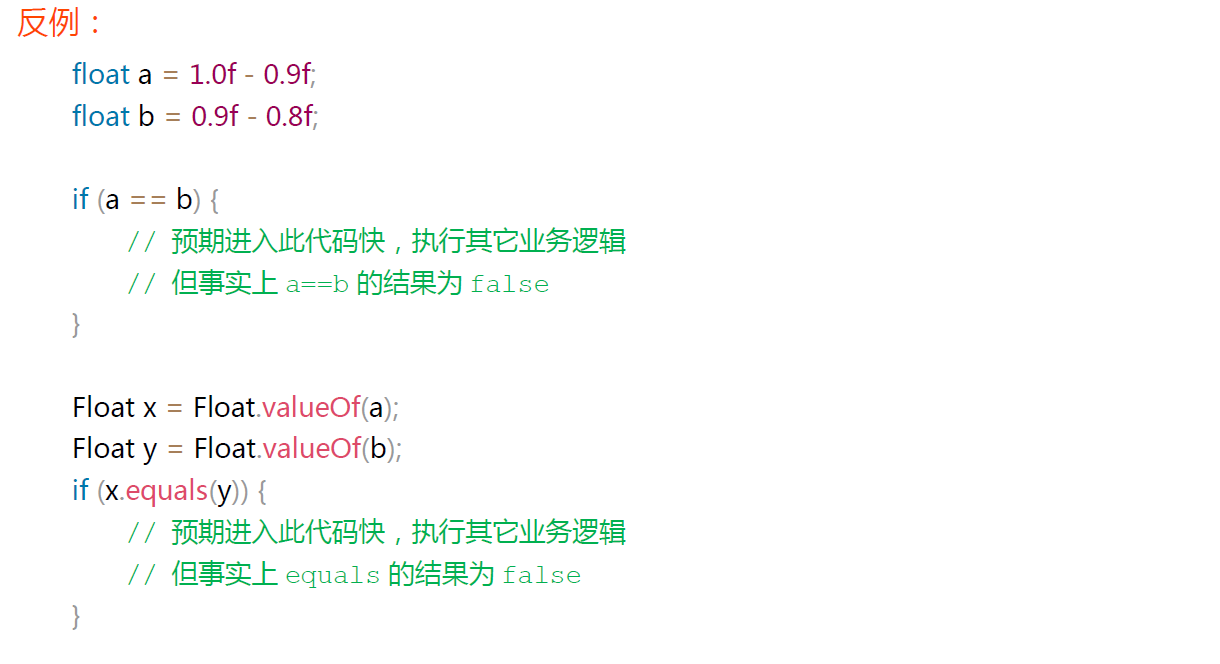 反例：
float a = 1.0f - 0.9f;
float b = 0.9f - 0.8f;
if (a == b) {
// 预期进入此代码快，执行其它业务逻辑
// 但事实上 a==b 的结果为 false
}
Float x = Float.valueOf(a);
Float y = Float.valueOf(b);
if (x.equals(y)) {
// 预期进入此代码快，执行其它业务逻辑
// 但事实上 equals 的结果为 false
}